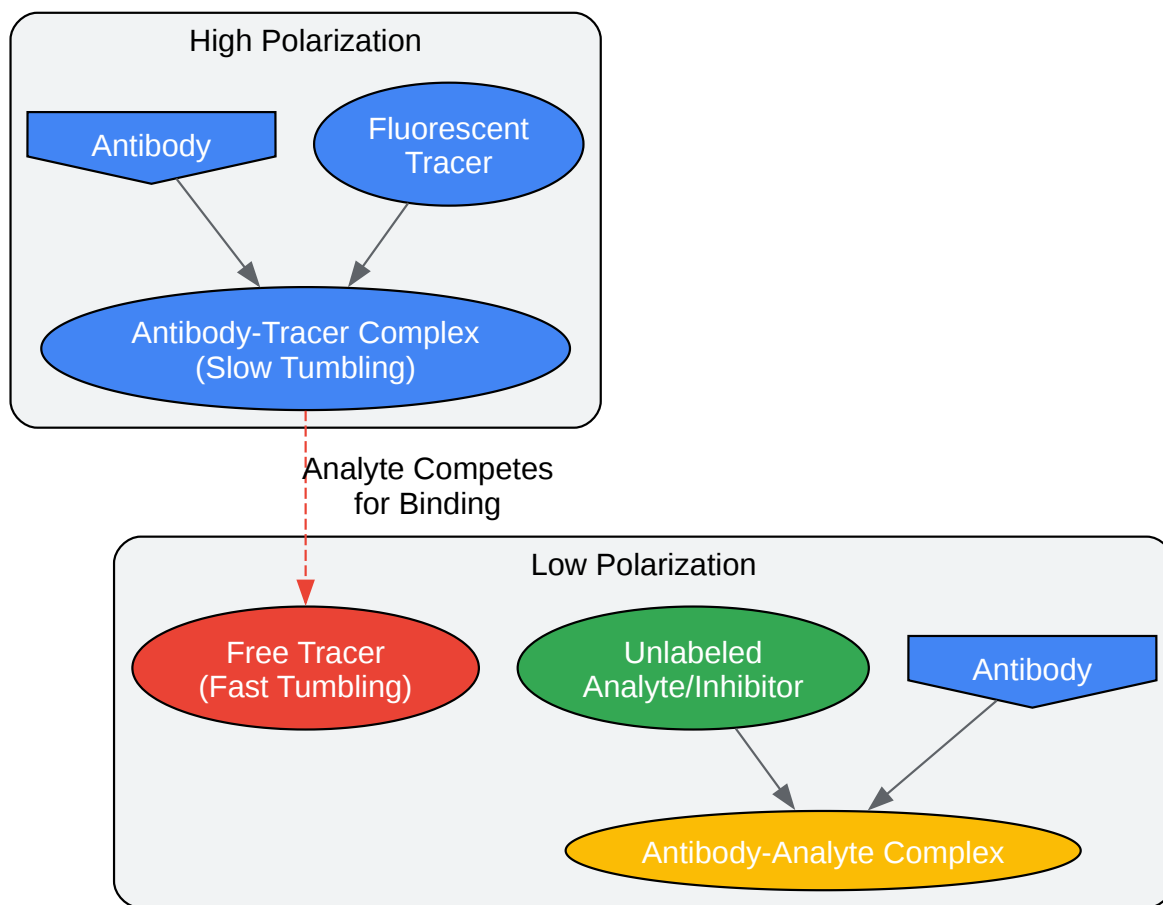 High Polarization
Antibody
Fluorescent
Tracer
Antibody-Tracer Complex
(Slow Tumbling)
Analyte Competes
for Binding
Low Polarization
Free Tracer
(Fast Tumbling)
Unlabeled
Analyte/Inhibitor
Antibody
Antibody-Analyte Complex